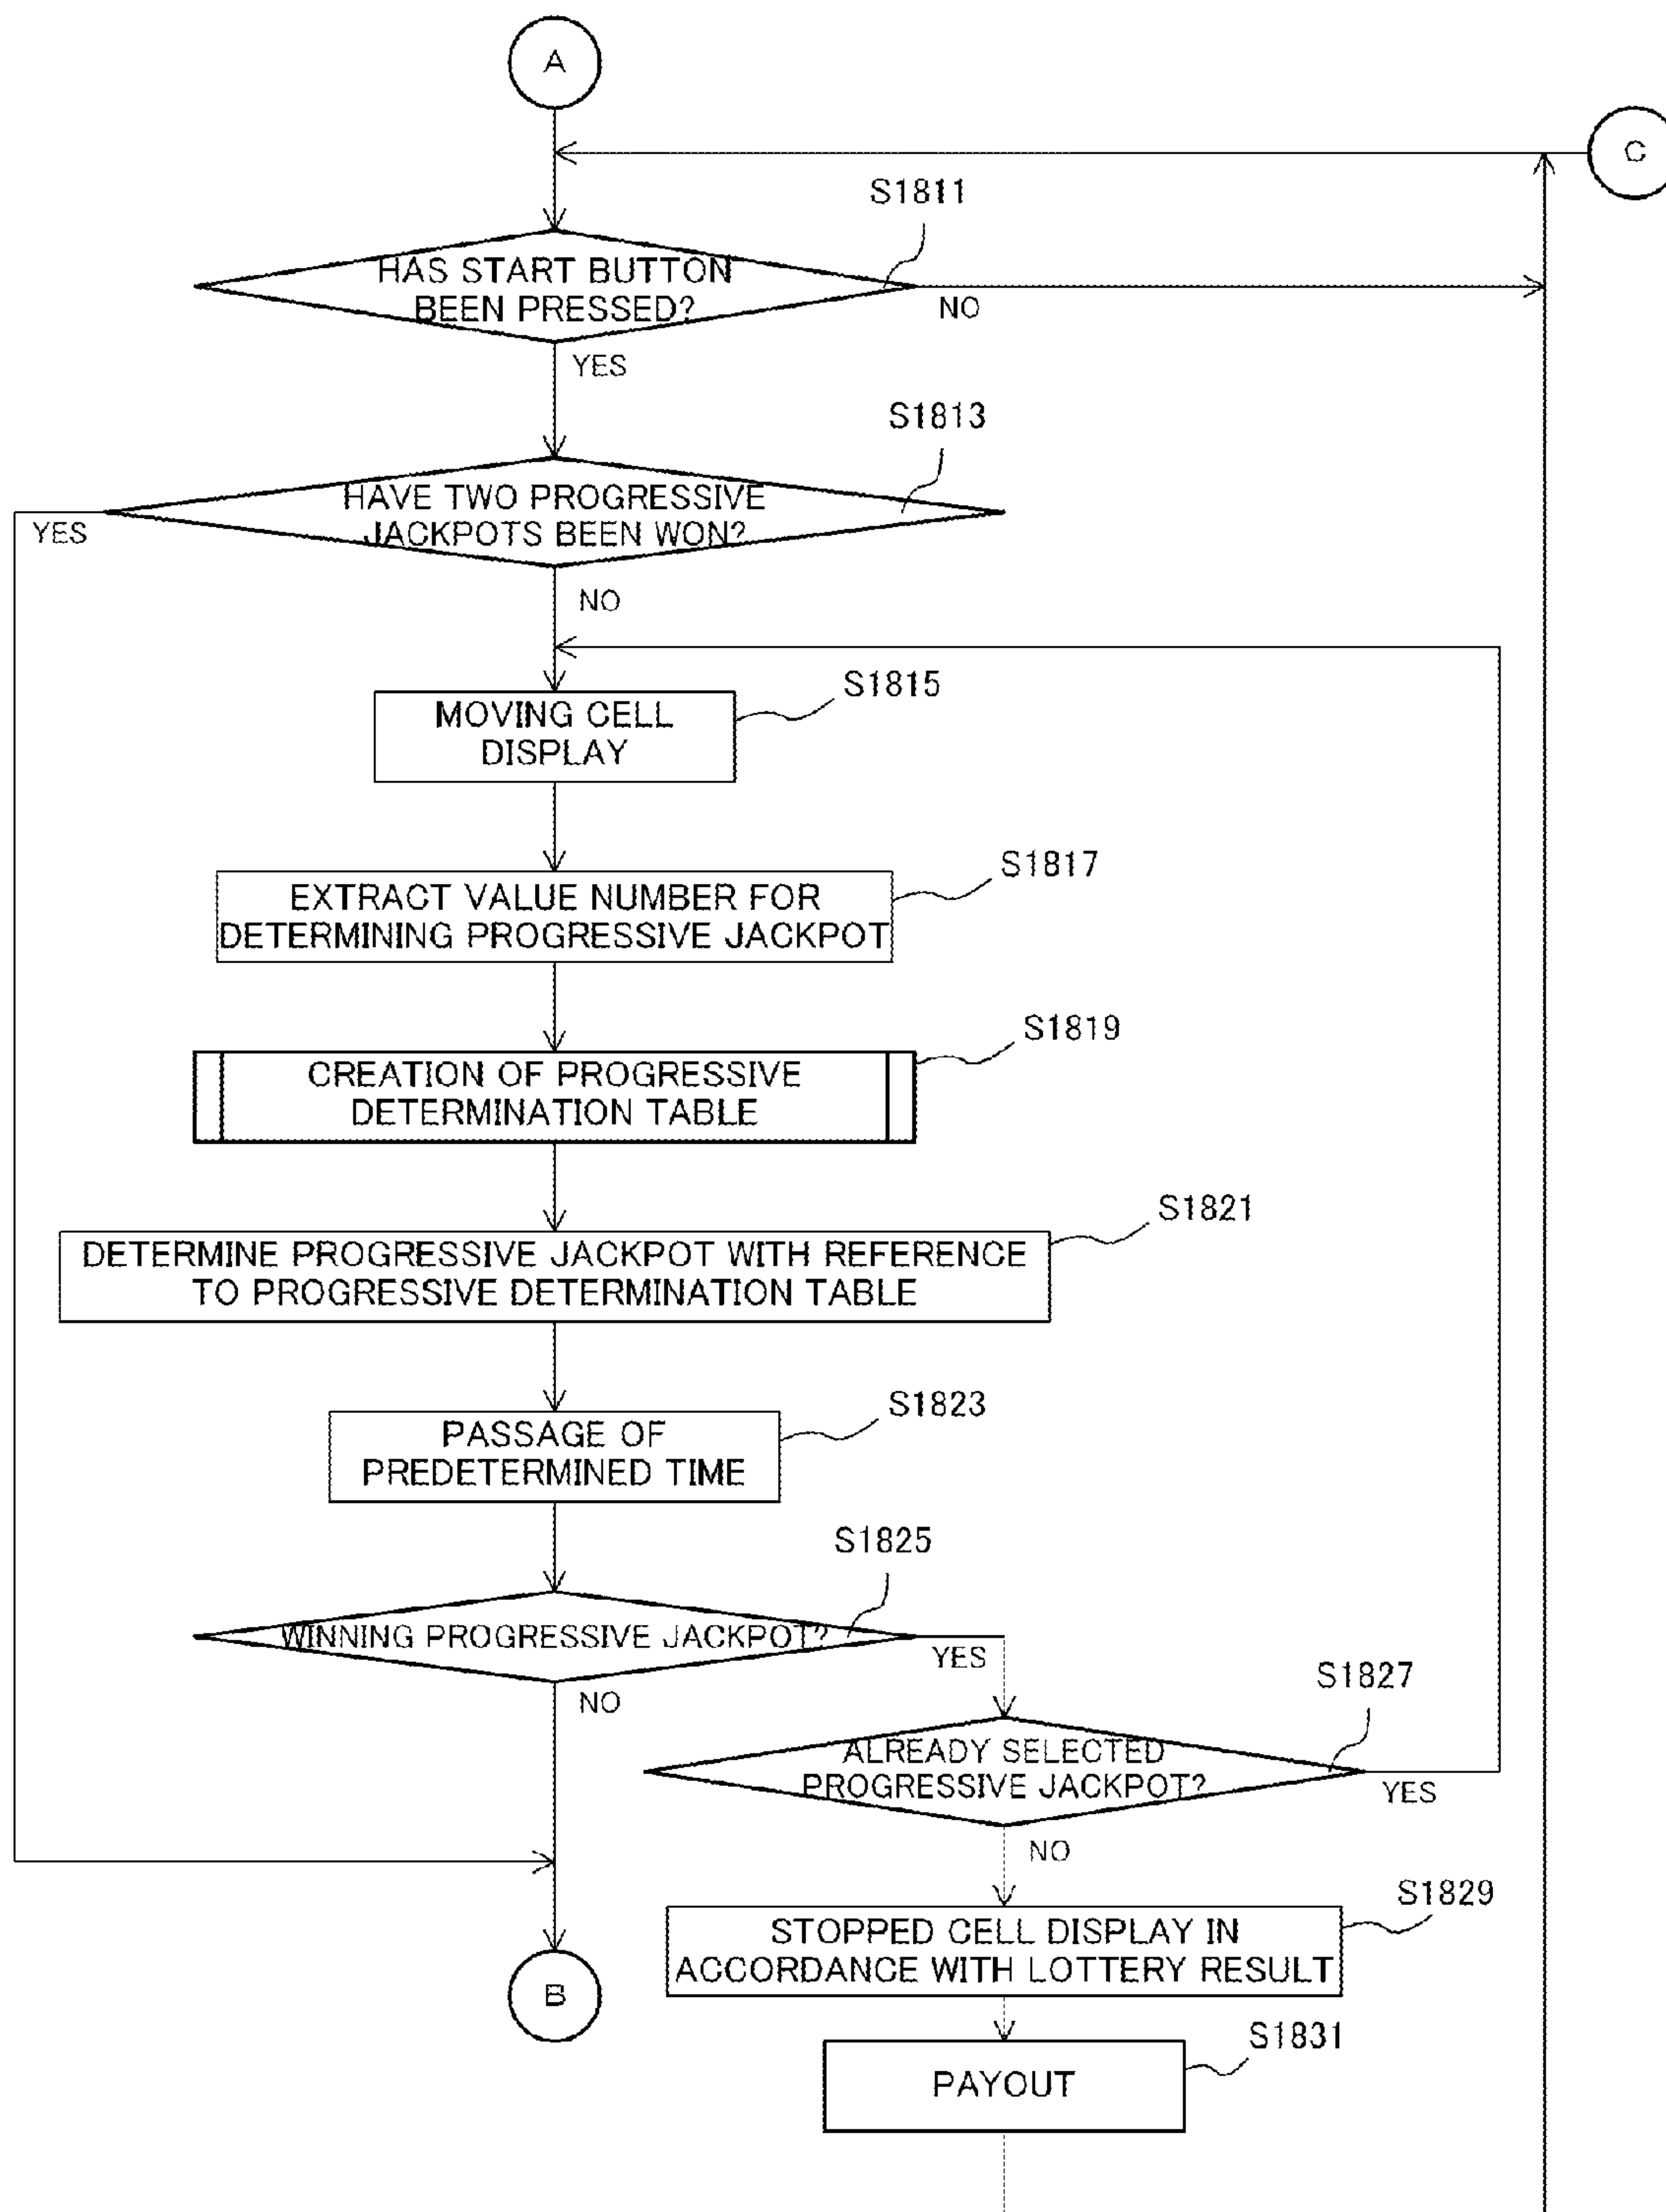 A
C
S1811
HAS START BUTTON
BEEN PRESSED?
NO
YES
S1813
HAVE TWO PROGRESSIVE
JACKPOTS BEEN WON?
YES
NO
S1815
MOVING CELL
DISPLAY
S1817
EXTRACT VALUE NUMBER FOR
DETERMINING PROGRESSIVE JACKPOT
S1819
CREATION OF PROGRESSIVE
DETERMINATION TABLE
S1821
DETERMINE PROGRESSIVE JACKPOT WITH REFERENCE
TO PROGRESSIVE DETERMINATION TABLE
S1823
PASSAGE OF
PREDETERMINED TIME
S1825
WINNING PROGRESSIVE JACKPOT?
YES
NO
S1827
ALREADY SELECTED
PROGRESSIVE JACKPOT?
YES
NO
S1829
STOPPED CELL DISPLAY IN
ACCORDANCE WITH LOTTERY RESULT
B
S1831
PAYOUT